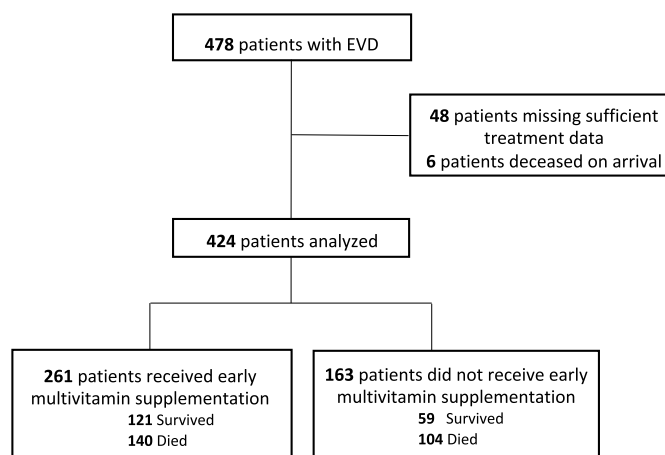 478 patients with EVD
48 patients missing sufficient
treatment data
6 patients deceased on arrival
424 patients analyzed
261 patients received early
multivitamin supplementation
121 Survived
140 Died
163 patients did not receive early
multivitamin supplementation
59 Survived
104 Died